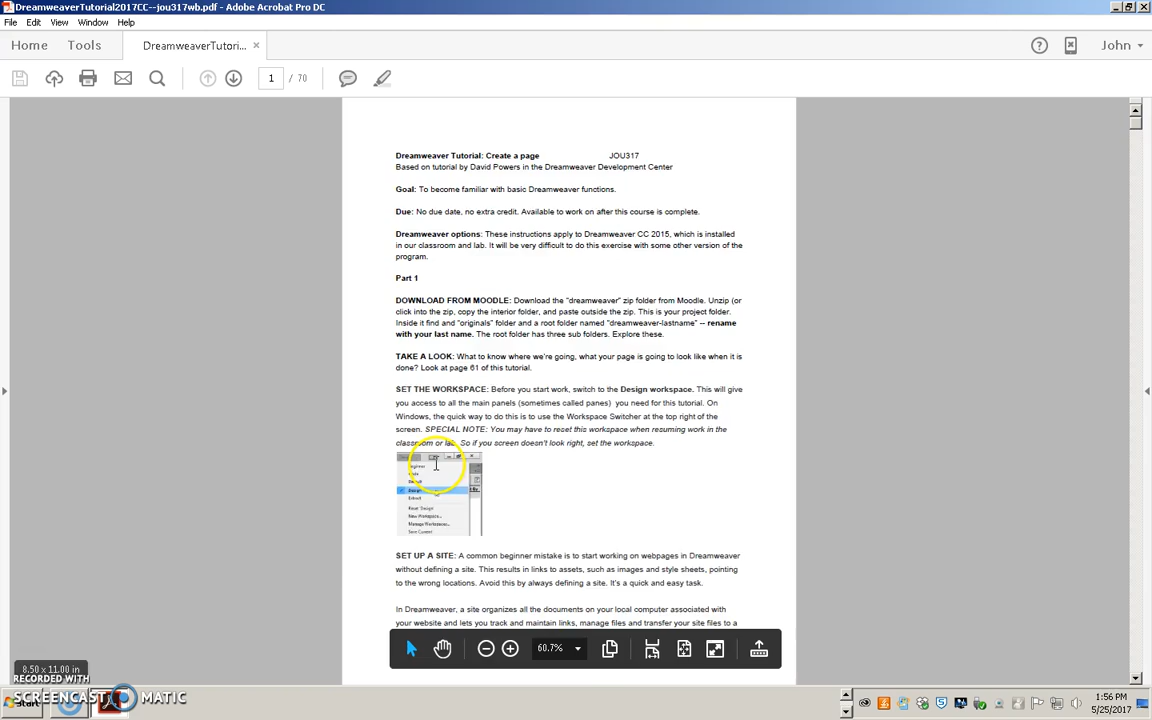 DreamweaverTutorial2017CC--jou317wb.pdf - Adobe Acrobat Pro DC
File Edit View Window Help
Home Tools DreamweaverTutori... × John
1 / 70
Dreamweaver Tutorial: Create a page JOU317
Based on tutorial by David Powers in the Dreamweaver Development Center
Goal: To become familiar with basic Dreamweaver functions.
Due: No due date, no extra credit. Available to work on after this course is complete.
Dreamweaver options: These instructions apply to Dreamweaver CC 2015, which is installed
in our classroom and lab. It will be very difficult to do this exercise with some other version of the
program.
Part 1
DOWNLOAD FROM MOODLE: Download the "dreamweaver" zip folder from Moodle. Unzip (or
click into the zip, copy the interior folder, and paste outside the zip. This is your project folder.
Inside it find and "originals" folder and a root folder named "dreamweaver-lastname" -- rename
with your last name. The root folder has three sub folders. Explore these.
TAKE A LOOK: What to know where we're going, what your page is going to look like when it is
done? Look at page 61 of this tutorial.
SET THE WORKSPACE: Before you start work, switch to the Design workspace. This will give
you access to all the main panels (sometimes called panes) you need for this tutorial. On
Windows, the quick way to do this is to use the Workspace Switcher at the top right of the
screen. SPECIAL NOTE: You may have to reset this workspace when resuming work in the
classroom or lab. So if you screen doesn't look right, set the workspace.
Beginner
Design
Extract
Reset Design
New Workspace...
Manage Workspaces...
Save Current
SET UP A SITE: A common beginner mistake is to start working on webpages in Dreamweaver
without defining a site. This results in links to assets, such as images and style sheets, pointing
to the wrong locations. Avoid this by always defining a site. It's a quick and easy task.
In Dreamweaver, a site organizes all the documents on your local computer associated with
your website and lets you track and maintain links, manage files and transfer your site files to a
60.7%
8.50 x 11.00 in
RECORDED WITH
SCREENCAST MATIC
Start
1:56 PM
5/25/2017